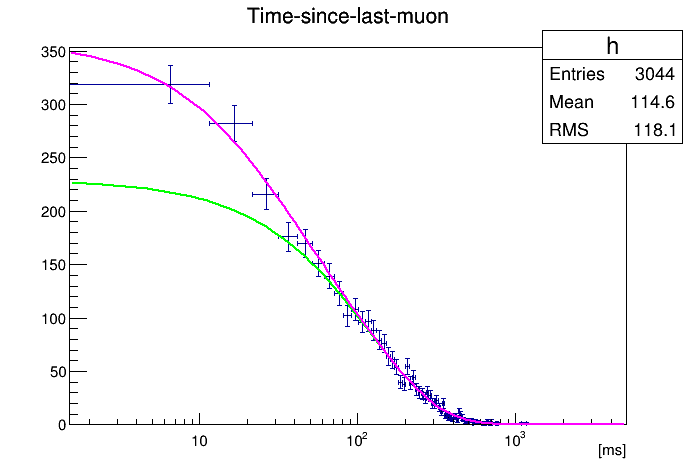 Time-since-last-muon
h
Entries 3044
Mean 114.6
RMS 118.1
350
300
250
200
150
100
50
0
10 10² 10³
[ms]